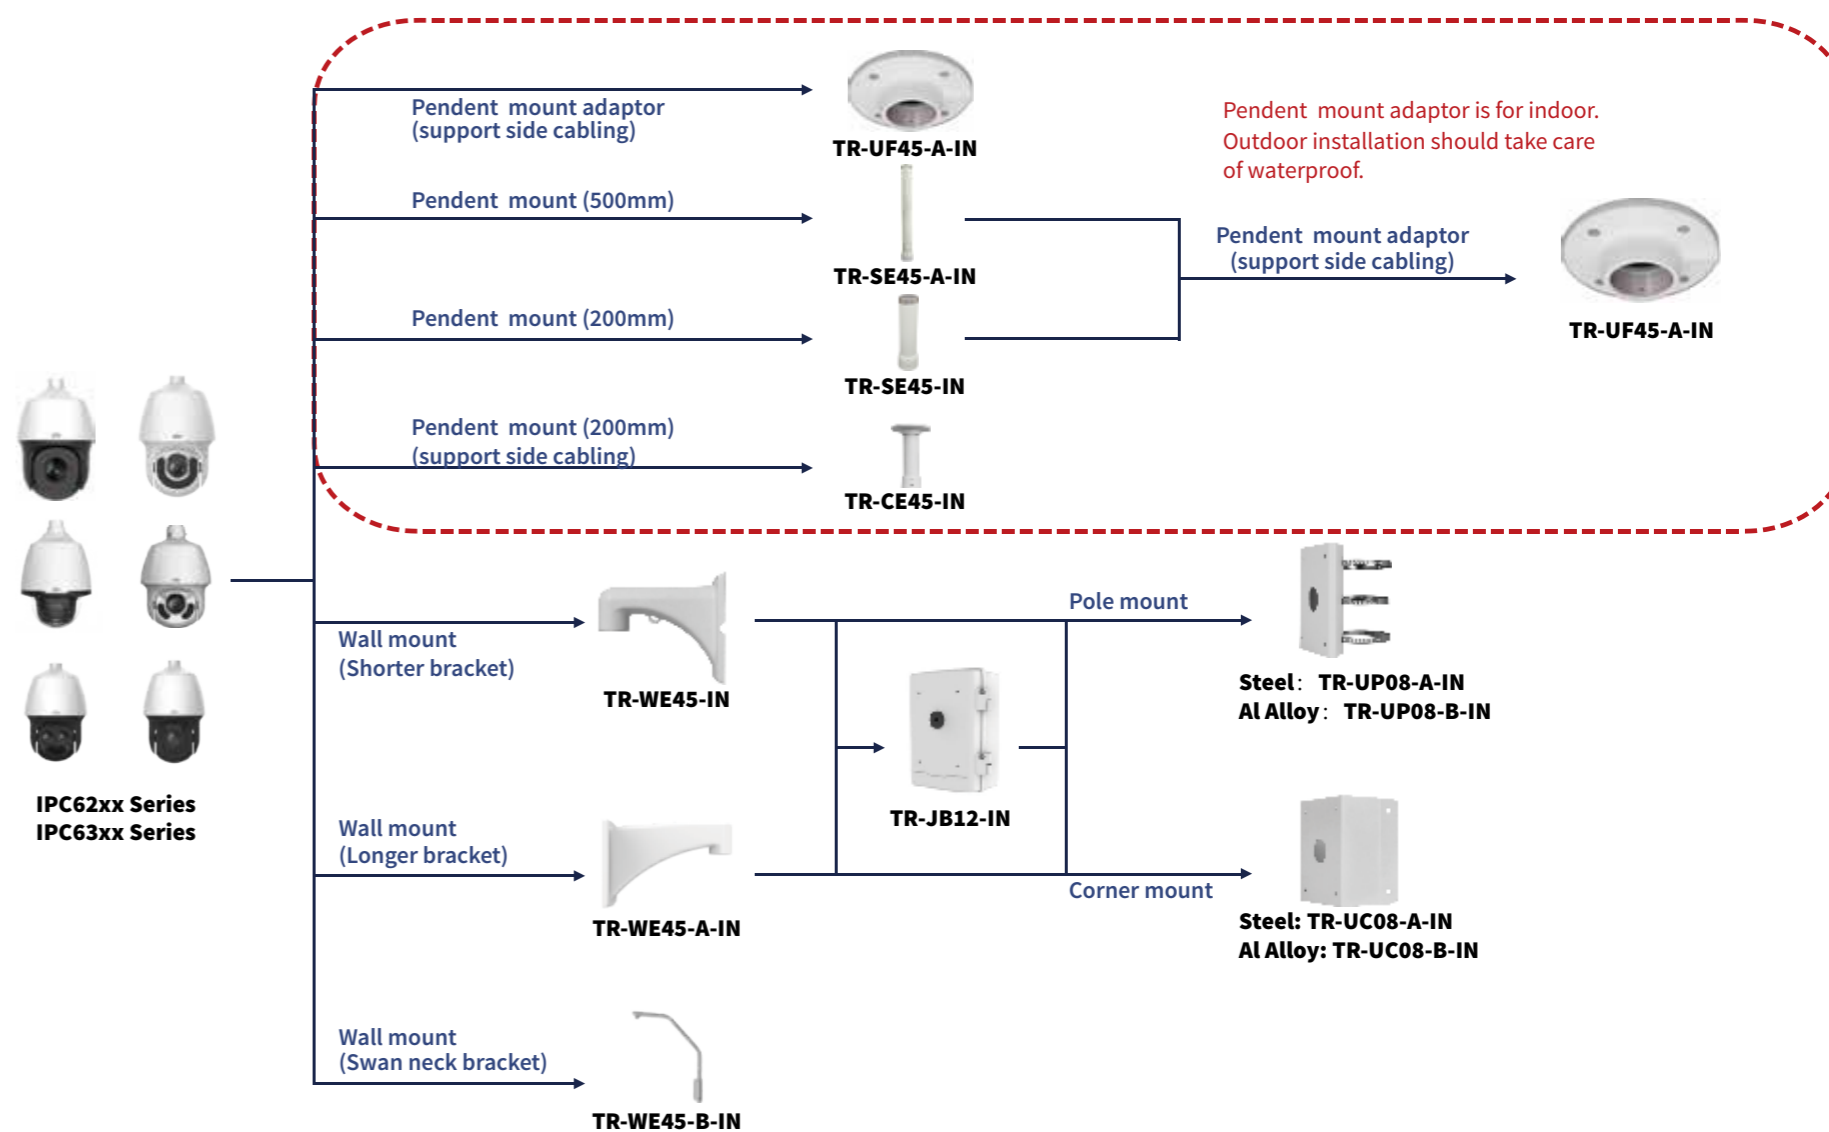 Pendent mount adaptor
(support side cabling)
TR-UF45-A-IN
Pendent mount adaptor is for indoor.
Outdoor installation should take care
of waterproof.
Pendent mount (500mm)
TR-SE45-A-IN
Pendent mount adaptor
(support side cabling)
TR-UF45-A-IN
Pendent mount (200mm)
TR-SE45-IN
Pendent mount (200mm)
(support side cabling)
TR-CE45-IN
IPC62xx Series
IPC63xx Series
Wall mount
(Shorter bracket)
TR-WE45-IN
Pole mount
Steel： TR-UP08-A-IN
Al Alloy： TR-UP08-B-IN
TR-JB12-IN
Wall mount
(Longer bracket)
TR-WE45-A-IN
Corner mount
Steel: TR-UC08-A-IN
Al Alloy: TR-UC08-B-IN
Wall mount
(Swan neck bracket)
TR-WE45-B-IN